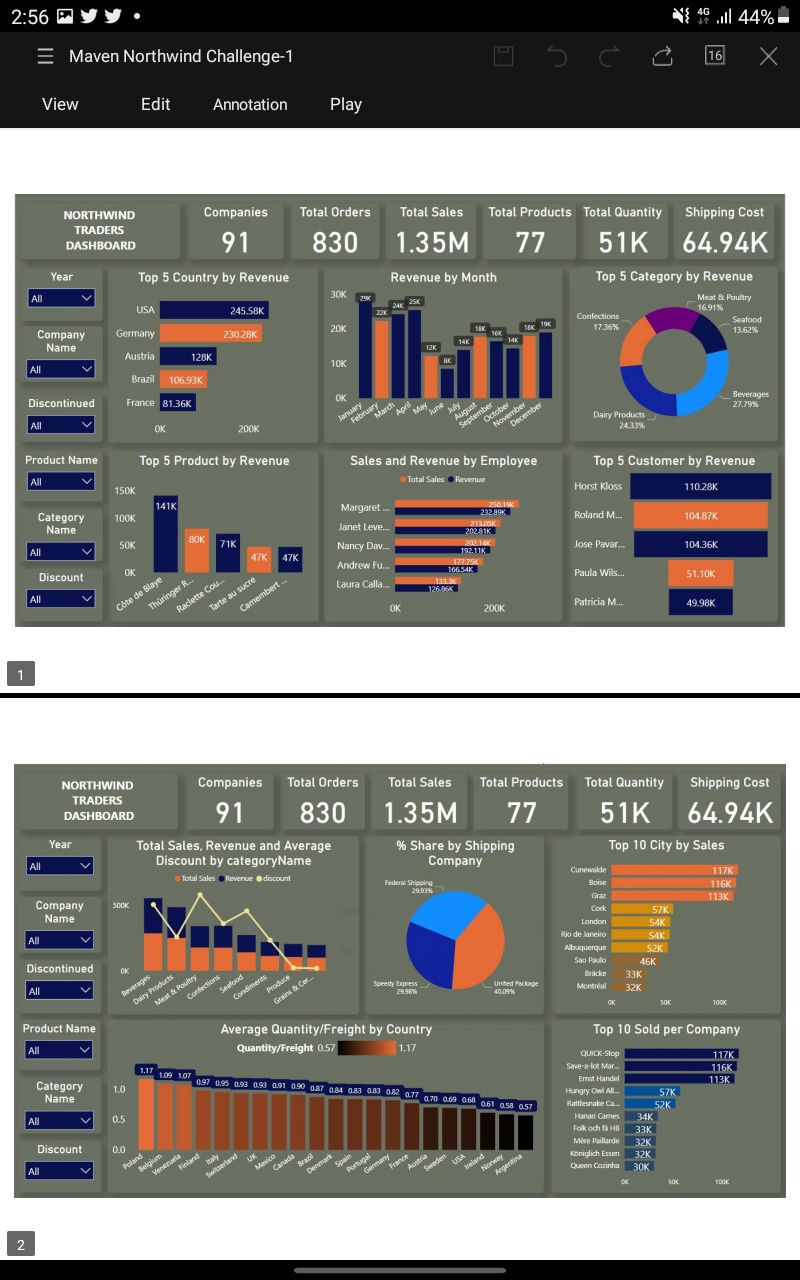 2:56
4G
44%
Maven Northwind Challenge-1
16
View Edit Annotation Play
NORTHWIND
TRADERS
DASHBOARD
Companies
91
Total Orders
830
Total Sales
1.35M
Total Products
77
Total Quantity
51K
Shipping Cost
64.94K
Year
All
Company
Name
All
Discontinued
All
Product Name
All
Category
Name
All
Discount
All
Top 5 Country by Revenue
USA 245.58K
Germany 230.28K
Austria 128K
Brazil 106.93K
France 81.36K
0K 200K
Revenue by Month
30K
20K
10K
0K
29K 22K 24K 25K 12K 8K 14K 18K 16K 14K 18K 19K
January February March April May June July August September October November December
Top 5 Category by Revenue
Meat & Poultry
16.91%
Seafood
13.62%
Confections
17.36%
Beverages
27.79%
Dairy Products
24.33%
Top 5 Product by Revenue
150K
100K
50K
0K
141K 80K 71K 47K 47K
Côte de Blaye Thüringer R... Raclette Cou... Tarte au sucre Camembert ...
Sales and Revenue by Employee
Total Sales Revenue
Margaret ... 250.19K
232.89K
Janet Leve... 213.05K
202.81K
Nancy Dav... 202.14K
192.11K
Andrew Fu... 177.75K
166.54K
Laura Calla... 133.3K
126.86K
0K 200K
Top 5 Customer by Revenue
Horst Kloss 110.28K
Roland M... 104.87K
Jose Pavar... 104.36K
Paula Wils... 51.10K
Patricia M... 49.98K
1
NORTHWIND
TRADERS
DASHBOARD
Companies
91
Total Orders
830
Total Sales
1.35M
Total Products
77
Total Quantity
51K
Shipping Cost
64.94K
Year
All
Company
Name
All
Discontinued
All
Product Name
All
Category
Name
All
Discount
All
Total Sales, Revenue and Average
Discount by categoryName
Total Sales Revenue discount
500K
0K
Beverages Dairy Products Meat & Poultry Confections Seafood Condiments Produce Grains & Cer...
% Share by Shipping
Company
Federal Shipping
29.93%
Speedy Express
29.98%
United Package
40.09%
Top 10 City by Sales
Cunewalde 117K
Boise 116K
Graz 113K
Cork 57K
London 54K
Rio de Janeiro 54K
Albuquerque 52K
Sao Paulo 46K
Bräcke 33K
Montréal 32K
0K 50K 100K
Average Quantity/Freight by Country
Quantity/Freight 0.57 1.17
1.0
0.5
0.0
1.17 1.09 1.07 0.97 0.95 0.93 0.93 0.91 0.90 0.87 0.84 0.83 0.83 0.82 0.77 0.70 0.69 0.68 0.61 0.58 0.57
Poland Belgium Venezuela Finland Italy Switzerland UK Mexico Canada Brazil Denmark Spain Portugal Germany France Austria Sweden USA Ireland Norway Argentina
Top 10 Sold per Company
QUICK-Stop 117K
Save-a-lot Mar... 116K
Ernst Handel 113K
Hungry Owl All... 57K
Rattlesnake Ca... 52K
Hanari Carnes 34K
Folk och fä HB 33K
Mère Paillarde 32K
Königlich Essen 32K
Queen Cozinha 30K
0K 50K 100K
2